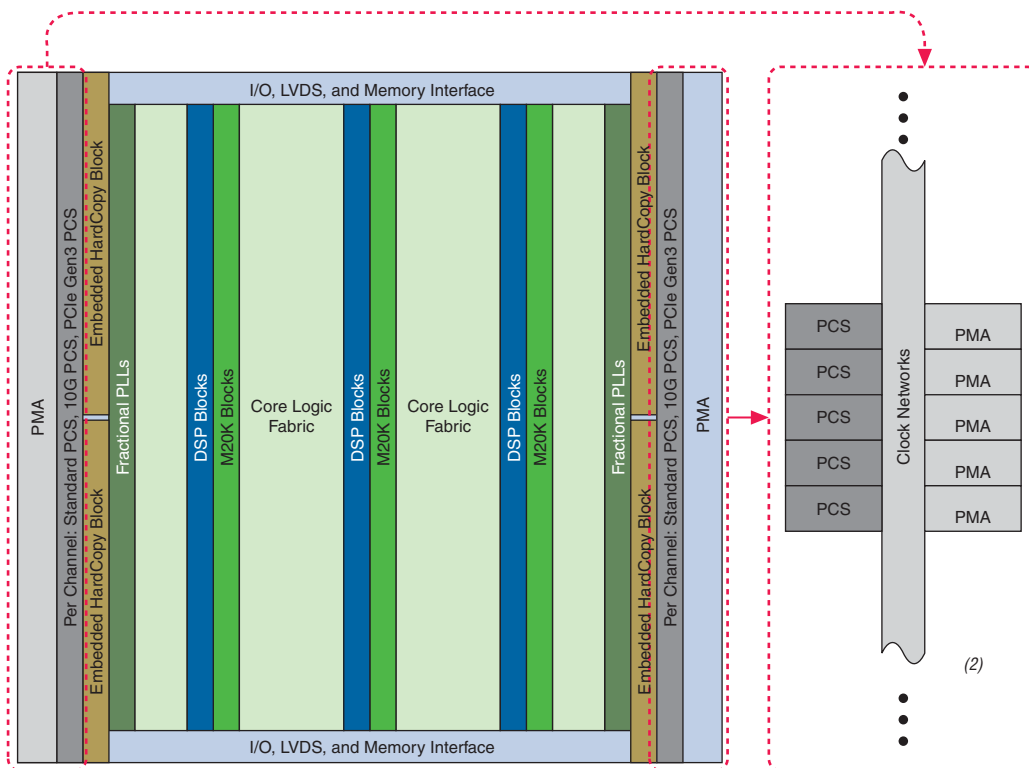 I/O, LVDS, and Memory Interface
PMA
Per Channel: Standard PCS, 10G PCS, PCIe Gen3 PCS
Embedded HardCopy Block
Embedded HardCopy Block
Fractional PLLs
DSP Blocks
M20K Blocks
Core Logic
Fabric
DSP Blocks
M20K Blocks
Core Logic
Fabric
DSP Blocks
M20K Blocks
Fractional PLLs
Embedded HardCopy Block
Embedded HardCopy Block
Per Channel: Standard PCS, 10G PCS, PCIe Gen3 PCS
PMA
I/O, LVDS, and Memory Interface
PCS
PCS
PCS
PCS
PCS
Clock Networks
PMA
PMA
PMA
PMA
PMA
(2)